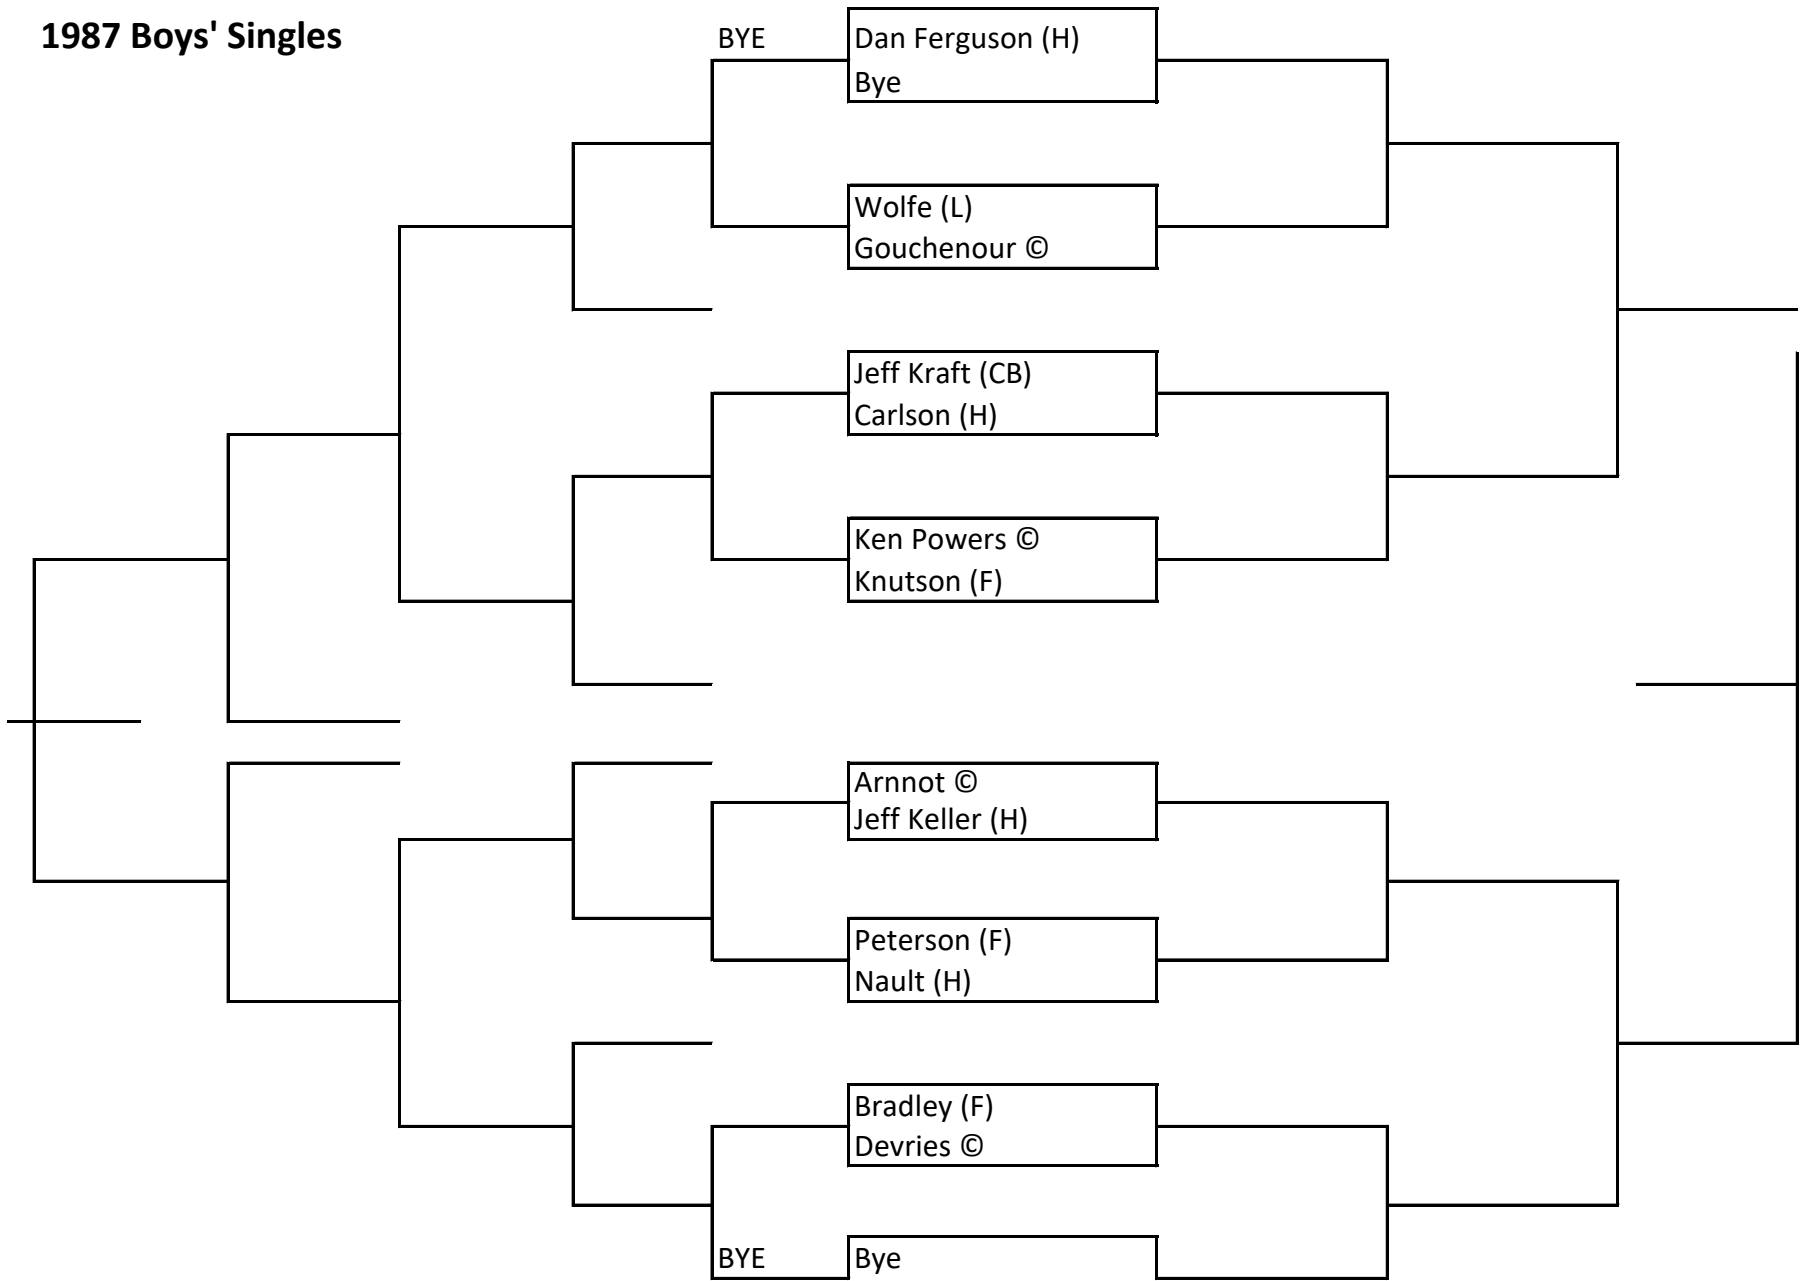 1987 Boys' Singles
BYE
Dan Ferguson (H)
Bye
Wolfe (L)
Gouchenour ©
Jeff Kraft (CB)
Carlson (H)
Ken Powers ©
Knutson (F)
Arnnot ©
Jeff Keller (H)
Peterson (F)
Nault (H)
Bradley (F)
Devries ©
BYE
Bye